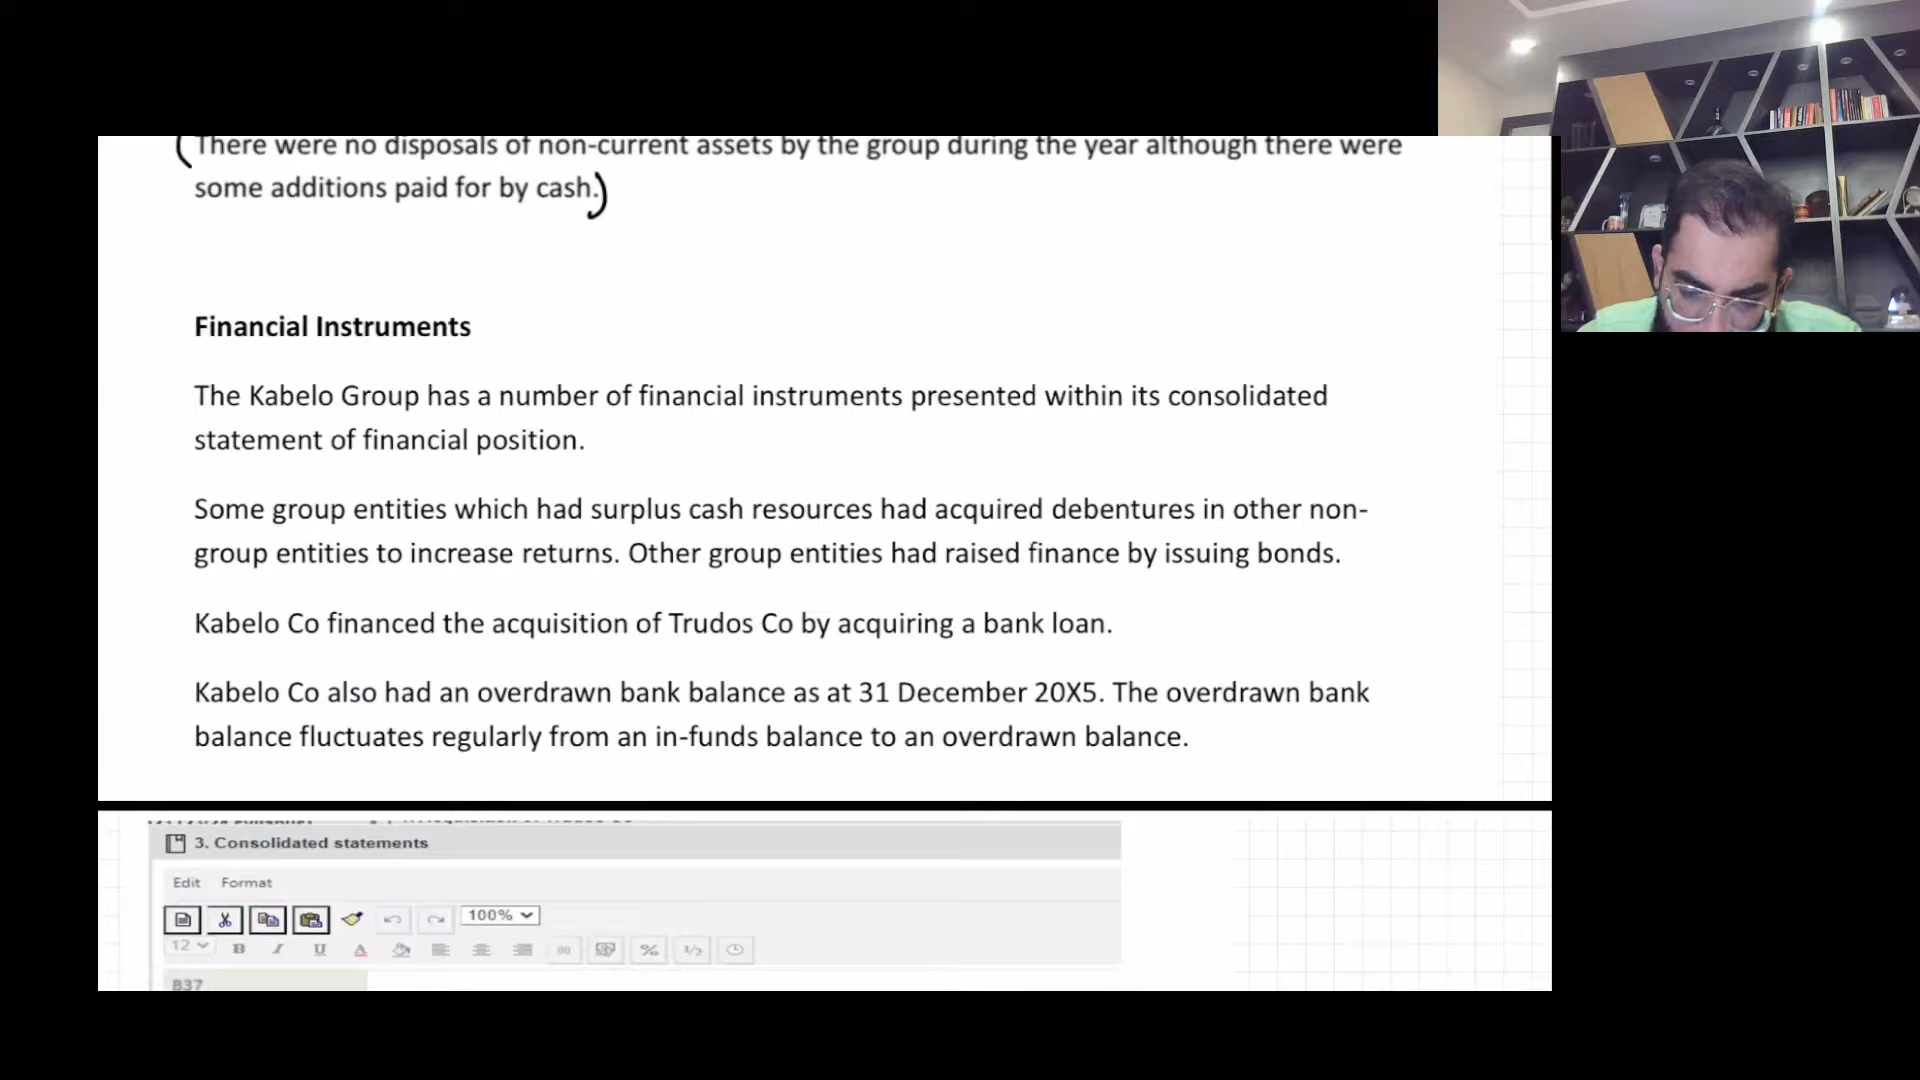 There were no disposals of non-current assets by the group during the year although there were
some additions paid for by cash.
Financial Instruments
The Kabelo Group has a number of financial instruments presented within its consolidated
statement of financial position.
Some group entities which had surplus cash resources had acquired debentures in other non-
group entities to increase returns. Other group entities had raised finance by issuing bonds.
Kabelo Co financed the acquisition of Trudos Co by acquiring a bank loan.
Kabelo Co also had an overdrawn bank balance as at 31 December 20X5. The overdrawn bank
balance fluctuates regularly from an in-funds balance to an overdrawn balance.
3. Consolidated statements
Edit Format
100%
12 B I U A % 1/2
B37